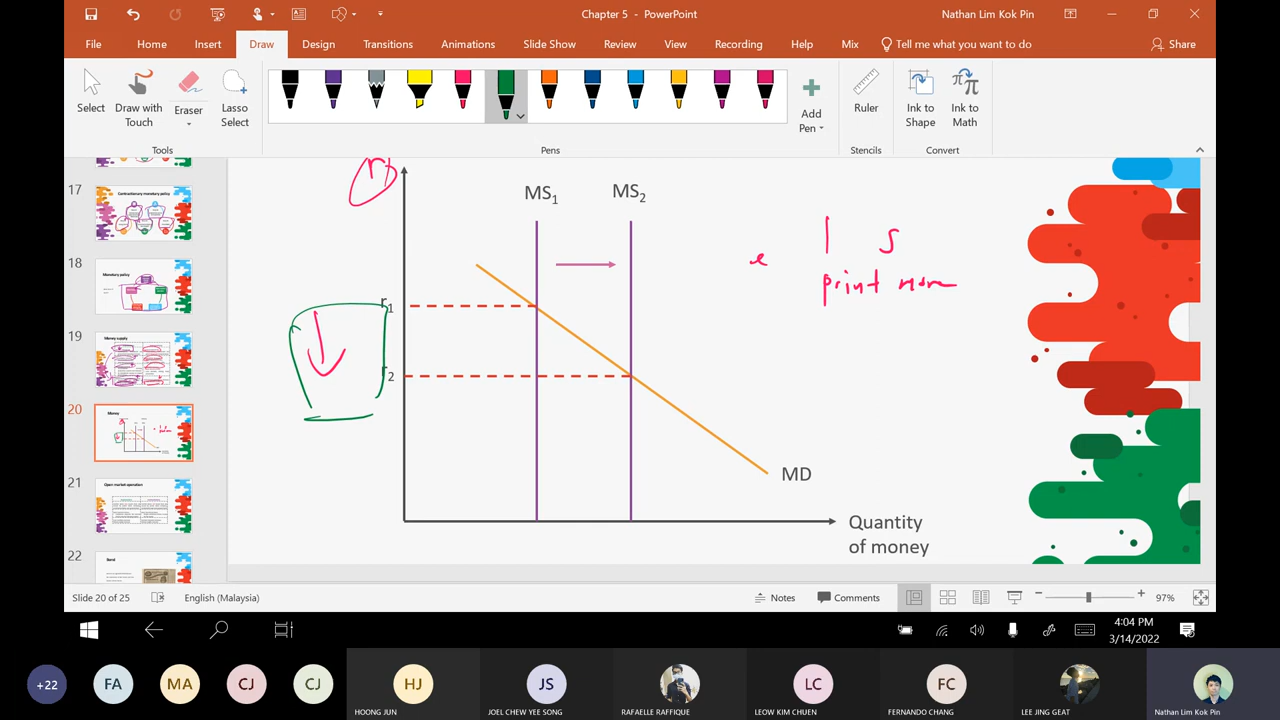 Chapter 5 - PowerPoint
Nathan Lim Kok Pin
File Home Insert Draw Design Transitions Animations Slide Show Review View Recording Help Mix Tell me what you want to do Share
Select
Draw with Touch
Eraser
Lasso Select
Add Pen
Ruler
Ink to Shape
Ink to Math
Tools
Pens
Stencils
Convert
17
Contractionary monetary policy
18
Monetary policy
19
Money supply
20
Money
21
Open market operation
22
Bond
r
MS1
MS2
r1
2
MD
Quantity
of money
e | S
print more
Slide 20 of 25
English (Malaysia)
Notes
Comments
97%
4:04 PM
3/14/2022
+22
FA
MA
CJ
CJ
HJ
HOONG JUN
JS
JOEL CHEW YEE SONG
RAFAELLE RAFFIQUE
LC
LEOW KIM CHUEN
FC
FERNANDO CHANG
LEE JING GEAT
Nathan Lim Kok Pin